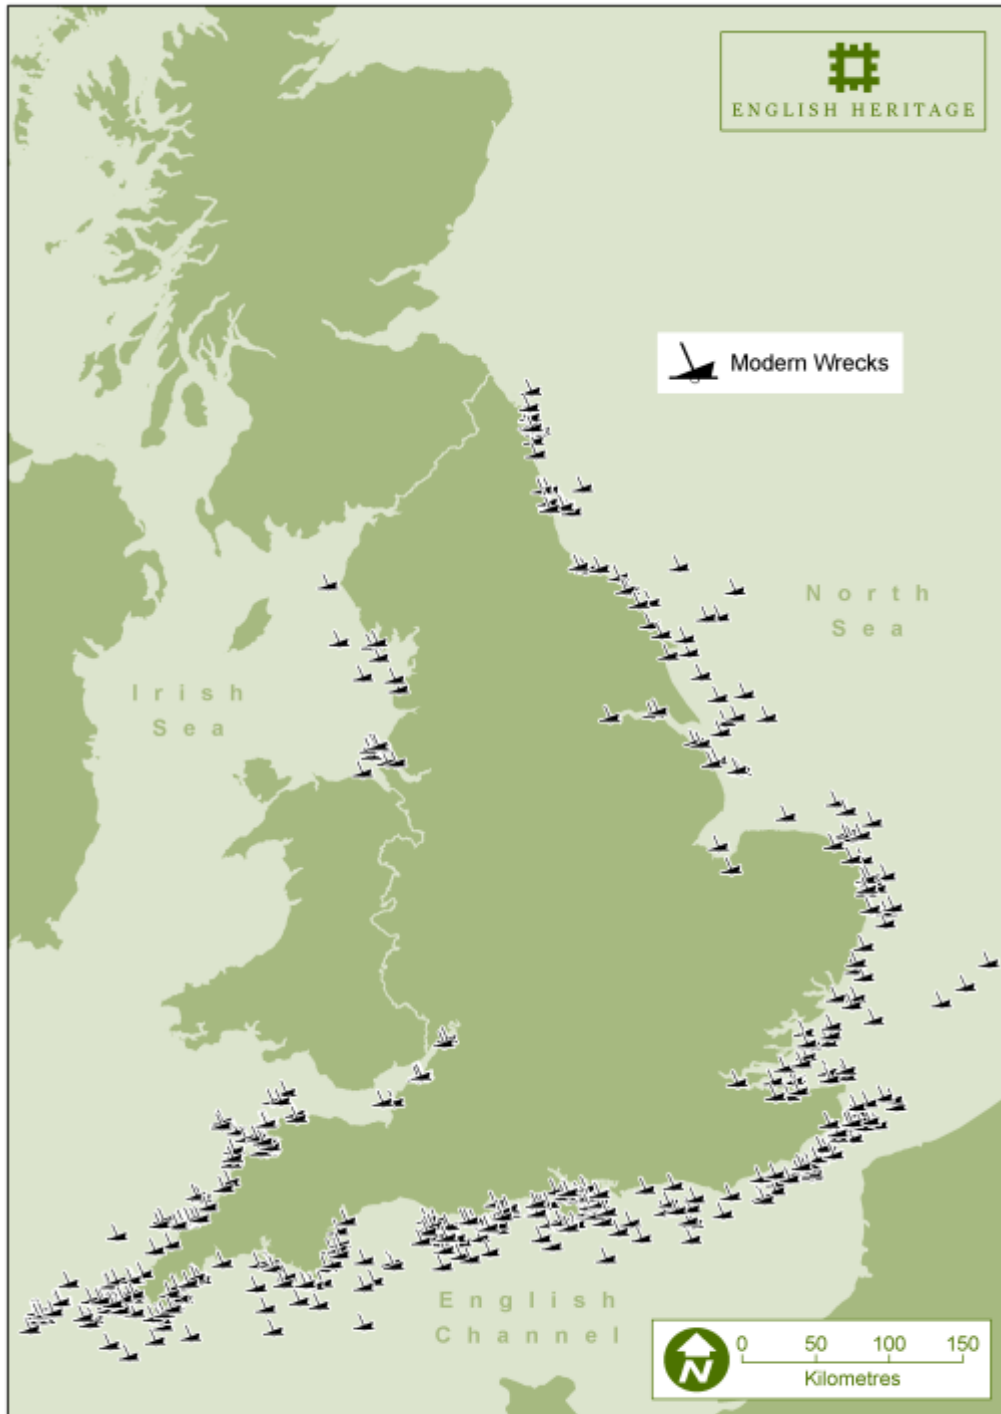 ENGLISH HERITAGE
Modern Wrecks
North
Sea
Irish
Sea
English
Channel
N
0 50 100 150
Kilometres